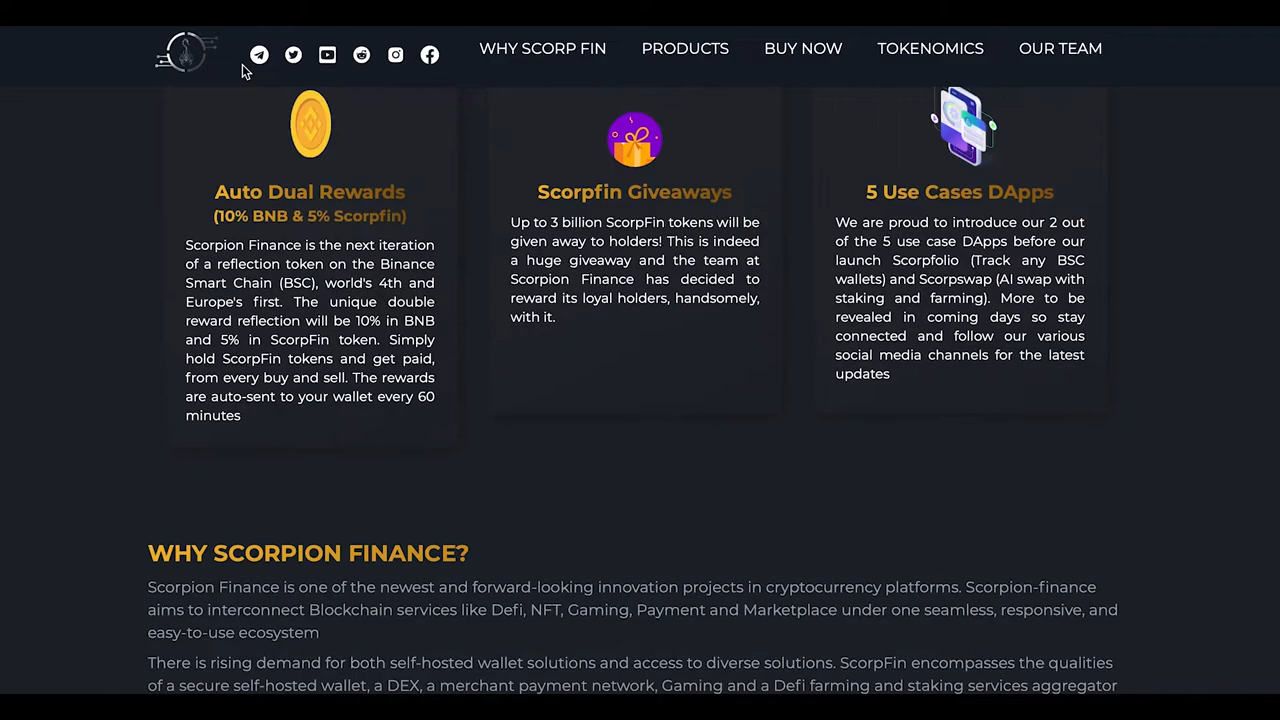 WHY SCORP FIN PRODUCTS BUY NOW TOKENOMICS OUR TEAM
Auto Dual Rewards
(10% BNB & 5% Scorpfin)
Scorpion Finance is the next iteration
of a reflection token on the Binance
Smart Chain (BSC), world's 4th and
Europe's first. The unique double
reward reflection will be 10% in BNB
and 5% in ScorpFin token. Simply
hold ScorpFin tokens and get paid,
from every buy and sell. The rewards
are auto-sent to your wallet every 60
minutes
Scorpfin Giveaways
Up to 3 billion ScorpFin tokens will be
given away to holders! This is indeed
a huge giveaway and the team at
Scorpion Finance has decided to
reward its loyal holders, handsomely,
with it.
5 Use Cases DApps
We are proud to introduce our 2 out
of the 5 use case DApps before our
launch Scorpfolio (Track any BSC
wallets) and Scorpswap (AI swap with
staking and farming). More to be
revealed in coming days so stay
connected and follow our various
social media channels for the latest
updates
WHY SCORPION FINANCE?
Scorpion Finance is one of the newest and forward-looking innovation projects in cryptocurrency platforms. Scorpion-finance
aims to interconnect Blockchain services like Defi, NFT, Gaming, Payment and Marketplace under one seamless, responsive, and
easy-to-use ecosystem
There is rising demand for both self-hosted wallet solutions and access to diverse solutions. ScorpFin encompasses the qualities
of a secure self-hosted wallet, a DEX, a merchant payment network, Gaming and a Defi farming and staking services aggregator